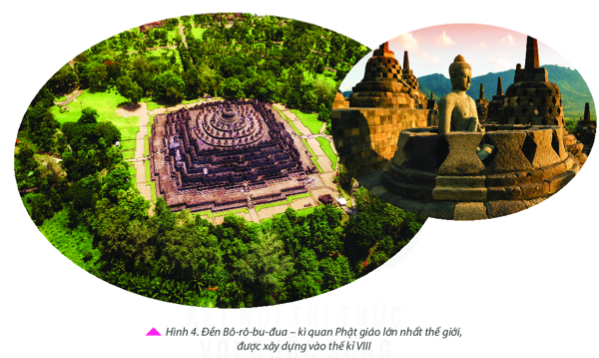 Hình 4. Đền Bô-rô-bu-đua – kì quan Phật giáo lớn nhất thế giới,
được xây dựng vào thế kỉ VIII